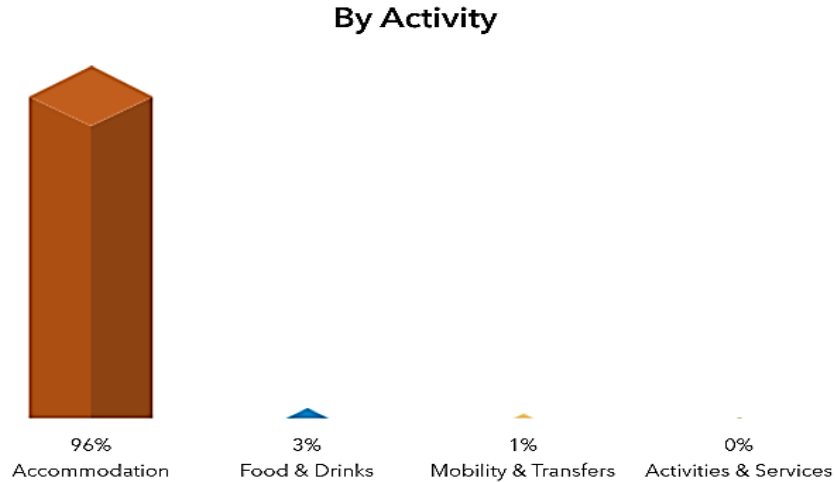 By Activity
96%
Accommodation
3%
Food & Drinks
1%
Mobility & Transfers
0%
Activities & Services